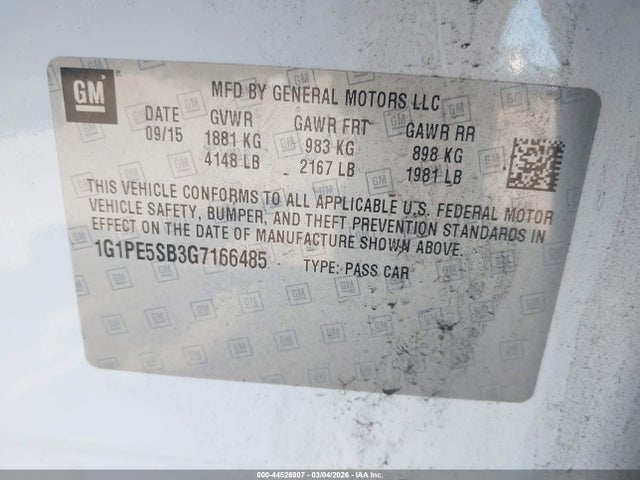 GM
MFD BY GENERAL MOTORS LLC
DATE GVWR GAWR FRT GAWR RR
09/15 1881 KG 983 KG 898 KG
4148 LB 2167 LB 1981 LB
THIS VEHICLE CONFORMS TO ALL APPLICABLE U.S. FEDERAL MOTOR
VEHICLE SAFETY, BUMPER, AND THEFT PREVENTION STANDARDS IN
EFFECT ON THE DATE OF MANUFACTURE SHOWN ABOVE.
1G1PE5SB3G7166485 TYPE: PASS CAR
000-44526907 - 03/04/2026 - IAAI Inc.